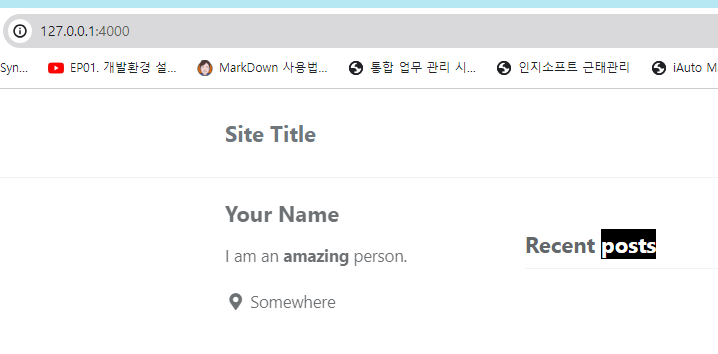 127.0.0.1:4000
Syn... EP01. 개발환경 설... MarkDown 사용법... 통합 업무 관리 시... 인지소프트 근태관리 iAuto M
Site Title
Your Name
I am an amazing person.
Recent posts
Somewhere